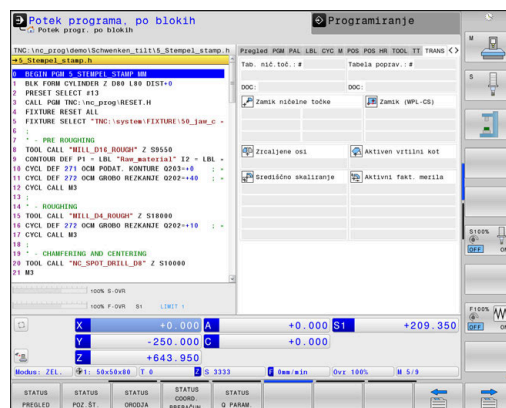 Potek programa, po blokih
Potek progr. po blokih
Programiranje
TNC:\nc_prog\demo\Schwenken_tilt\5_Stempel_stamp.h
→5_Stempel_stamp.h
0 BEGIN PGM 5_STEMPEL_STAMP MM
1 BLK FORM CYLINDER Z D80 L80 DIST+0
2 PRESET SELECT #13
3 CALL PGM TNC:\nc_prog\RESET.H
4 FIXTURE RESET ALL
5 FIXTURE SELECT "TNC:\system\FIXTURE\50_jaw_c
6 ;
7 * - PRE ROUGHING
8 TOOL CALL "MILL_D16_ROUGH" Z S9550
9 CONTOUR DEF P1 = LBL "Raw_material" I2 = LBL
10 CYCL DEF 271 OCM PODAT. KONTURE Q203=+0 ;
11 CYCL DEF 272 OCM GROBO REZKANJE Q202=+40 ;
12 CYCL CALL M3
13 ;
14 * - ROUGHING
15 TOOL CALL "MILL_D4_ROUGH" Z S18000
16 CYCL DEF 272 OCM GROBO REZKANJE Q202=+10 ;
17 CYCL CALL M3
18 ;
19 * - CHAMFERING AND CENTERING
20 TOOL CALL "NC_SPOT_DRILL_D8" Z S10000
21 M3
Pregled PGM PAL LBL CYC M POS POS HR TOOL TT TRANS
Tab. nič.toč.:# Tabela poprav.:#
DOC: DOC:
Zamik ničelne točke Zamik (WPL-CS)
Zrcaljene osi Aktiven vrtilni kot
Središčno skaliranje Aktivni fakt. merila
100% S-OVR
100% F-OVR S1 LIMIT 1
X +0.000 A +0.000 S1 +209.350
Y -250.000 C +0.000
Z +643.950
Modus: ZEL. 1: 50x50x80 T 0 Z S 3333 F 0mm/min Ovr 100% M 5/9
STATUS PREGLED
STATUS POZ.ŠT.
STATUS ORODJA
STATUS COORD. PRERAČUN.
STATUS Q PARAM.
M
S
S100%
OFF ON
F100%
OFF ON